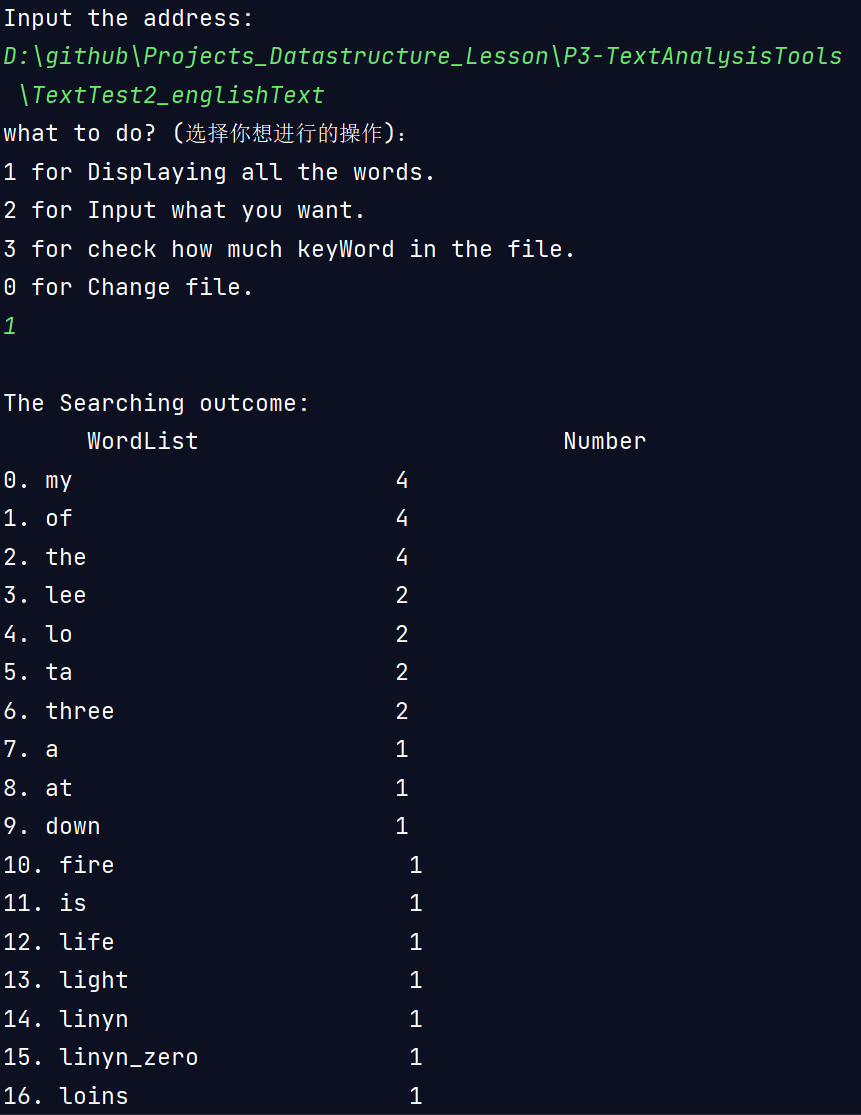 Input the address:
D:\github\Projects_Datastructure_Lesson\P3-TextAnalysisTools
\TextTest2_englishText
what to do? (选择你想进行的操作):
1 for Displaying all the words.
2 for Input what you want.
3 for check how much keyWord in the file.
0 for Change file.
1
The Searching outcome:
WordList Number
0. my 4
1. of 4
2. the 4
3. lee 2
4. lo 2
5. ta 2
6. three 2
7. a 1
8. at 1
9. down 1
10. fire 1
11. is 1
12. life 1
13. light 1
14. linyn 1
15. linyn_zero 1
16. loins 1